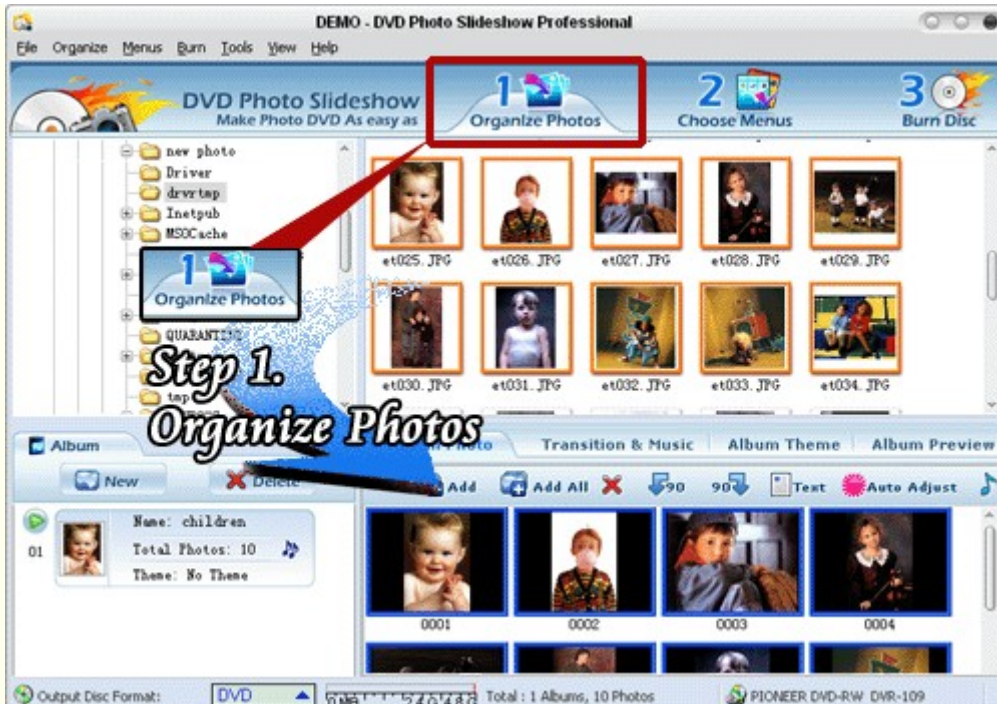 DEMO - DVD Photo Slideshow Professional
File Organize Menus Burn Tools View Help
DVD Photo Slideshow
Make Photo DVD As easy as
1
Organize Photos
2
Choose Menus
3
Burn Disc
new photo
Driver
drvrtmp
Inetpub
MSOCache
1
Organize Photos
tmp
et025.JPG et026.JPG et027.JPG et028.JPG et029.JPG
et030.JPG et031.JPG et032.JPG et033.JPG et034.JPG
Step 1.
Organize Photos
Album
Transition & Music Album Theme Album Preview
New Delete
Add Add All 90 90 Text Auto Adjust
01
Name: children
Total Photos: 10
Theme: No Theme
0001 0002 0003 0004
Output Disc Format: DVD Total : 1 Albums, 10 Photos PIONEER DVD-RW DVR-109